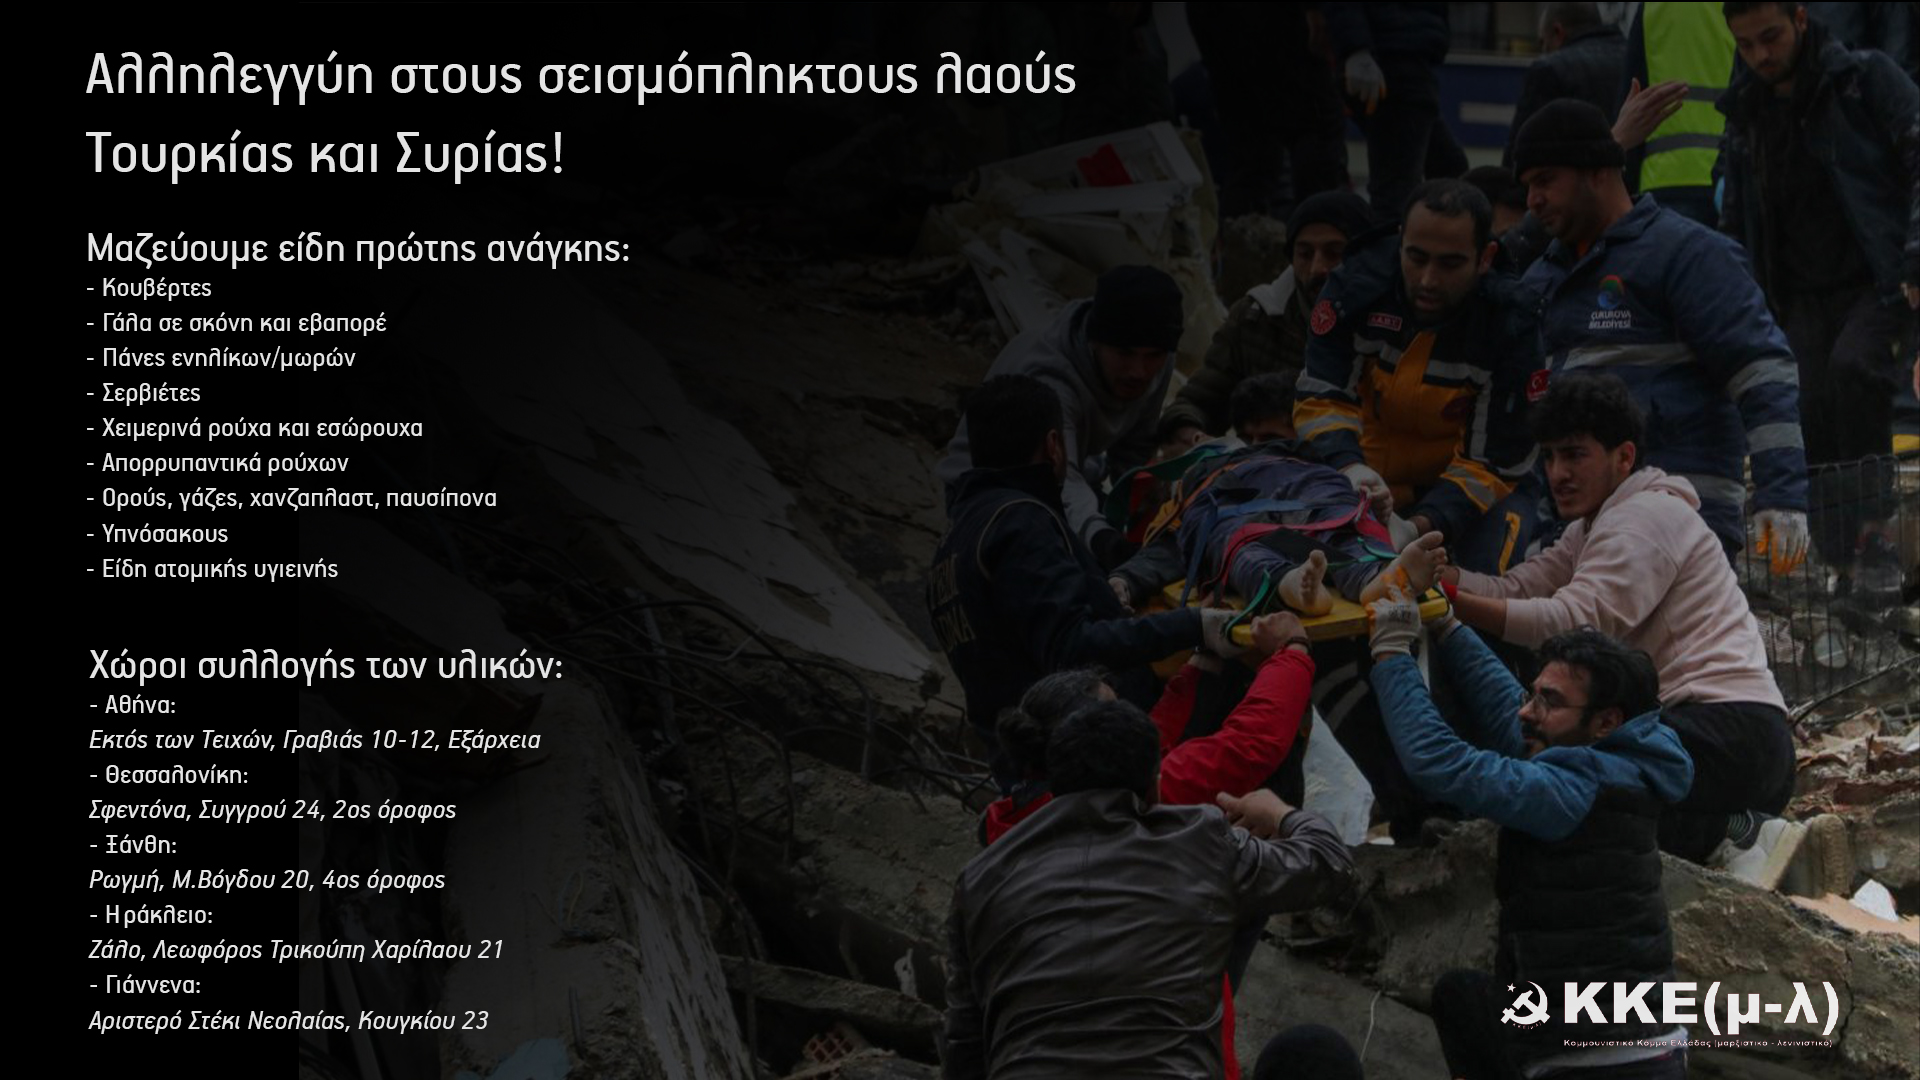 Αλληλεγγύη στους σεισμόπληκτους λαούς
Τουρκίας και Συρίας!
Μαζεύουμε είδη πρώτης ανάγκης:
- Κουβέρτες
- Γάλα σε σκόνη και εβαπορέ
- Πάνες ενηλίκων/μωρών
- Σερβιέτες
- Χειμερινά ρούχα και εσώρουχα
- Απορρυπαντικά ρούχων
- Ορούς, γάζες, χανζαπλαστ, παυσίπονα
- Υπνόσακους
- Είδη ατομικής υγιεινής
Χώροι συλλογής των υλικών:
- Αθήνα:
Εκτός των Τειχών, Γραβιάς 10-12, Εξάρχεια
- Θεσσαλονίκη:
Σφεντόνα, Συγγρού 24, 2ος όροφος
- Ξάνθη:
Ρωγμή, Μ.Βόγδου 20, 4ος όροφος
- Ηράκλειο:
Ζάλο, Λεωφόρος Τρικούπη Χαρίλαου 21
- Γιάννενα:
Αριστερό Στέκι Νεολαίας, Κουγκίου 23
ÇUKUROVA
BELEDİYESİ
ΚΚΕ(μ-λ)
Κομμουνιστικό Κόμμα Ελλάδας (μαρξιστικό - λενινιστικό)